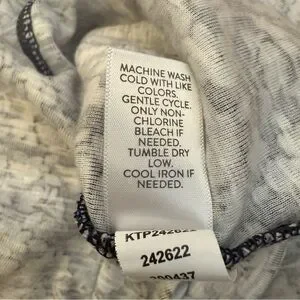 MACHINE WASH
COLD WITH LIKE
COLORS.
GENTLE CYCLE.
ONLY NON-
CHLORINE
BLEACH IF
NEEDED.
TUMBLE DRY
LOW.
COOL IRON IF
NEEDED.
KTP242622
242622